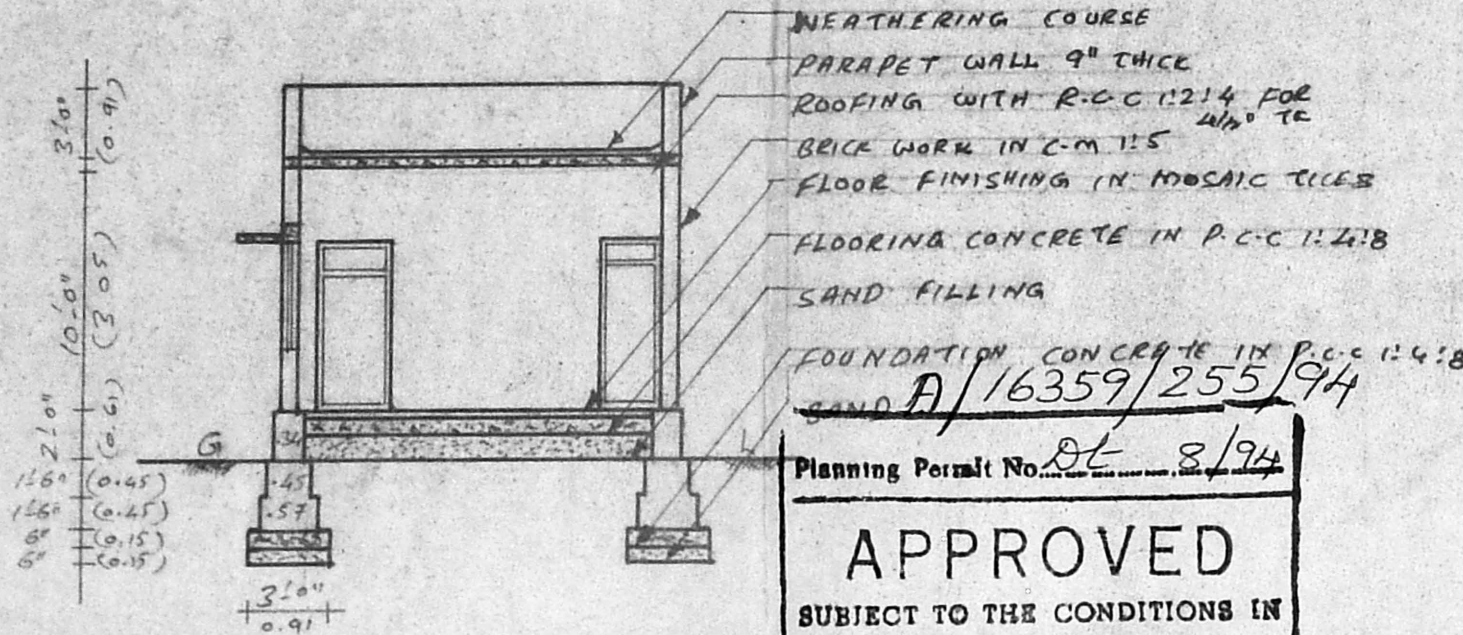 WEATHERING COURSE
PARAPET WALL 9" THICK
ROOFING WITH R.C.C 1:2:4 FOR
4½" TK
BRICK WORK IN C.M 1:5
FLOOR FINISHING IN MOSAIC TILES
FLOORING CONCRETE IN P.C.C 1:4:8
SAND FILLING
FOUNDATION CONCRETE IN P.C.C 1:4:8
SAND
A/16359/255/94
Planning Permit No. Dt 8/94
APPROVED
SUBJECT TO THE CONDITIONS IN
3'-0" (0.91)
10'-0" (3.05)
2'-0" (0.61)
1'-6" (0.45)
1'-6" (0.45)
6" (0.15)
6" (0.15)
G L
.34
.45
.57
3'-0"
0.91